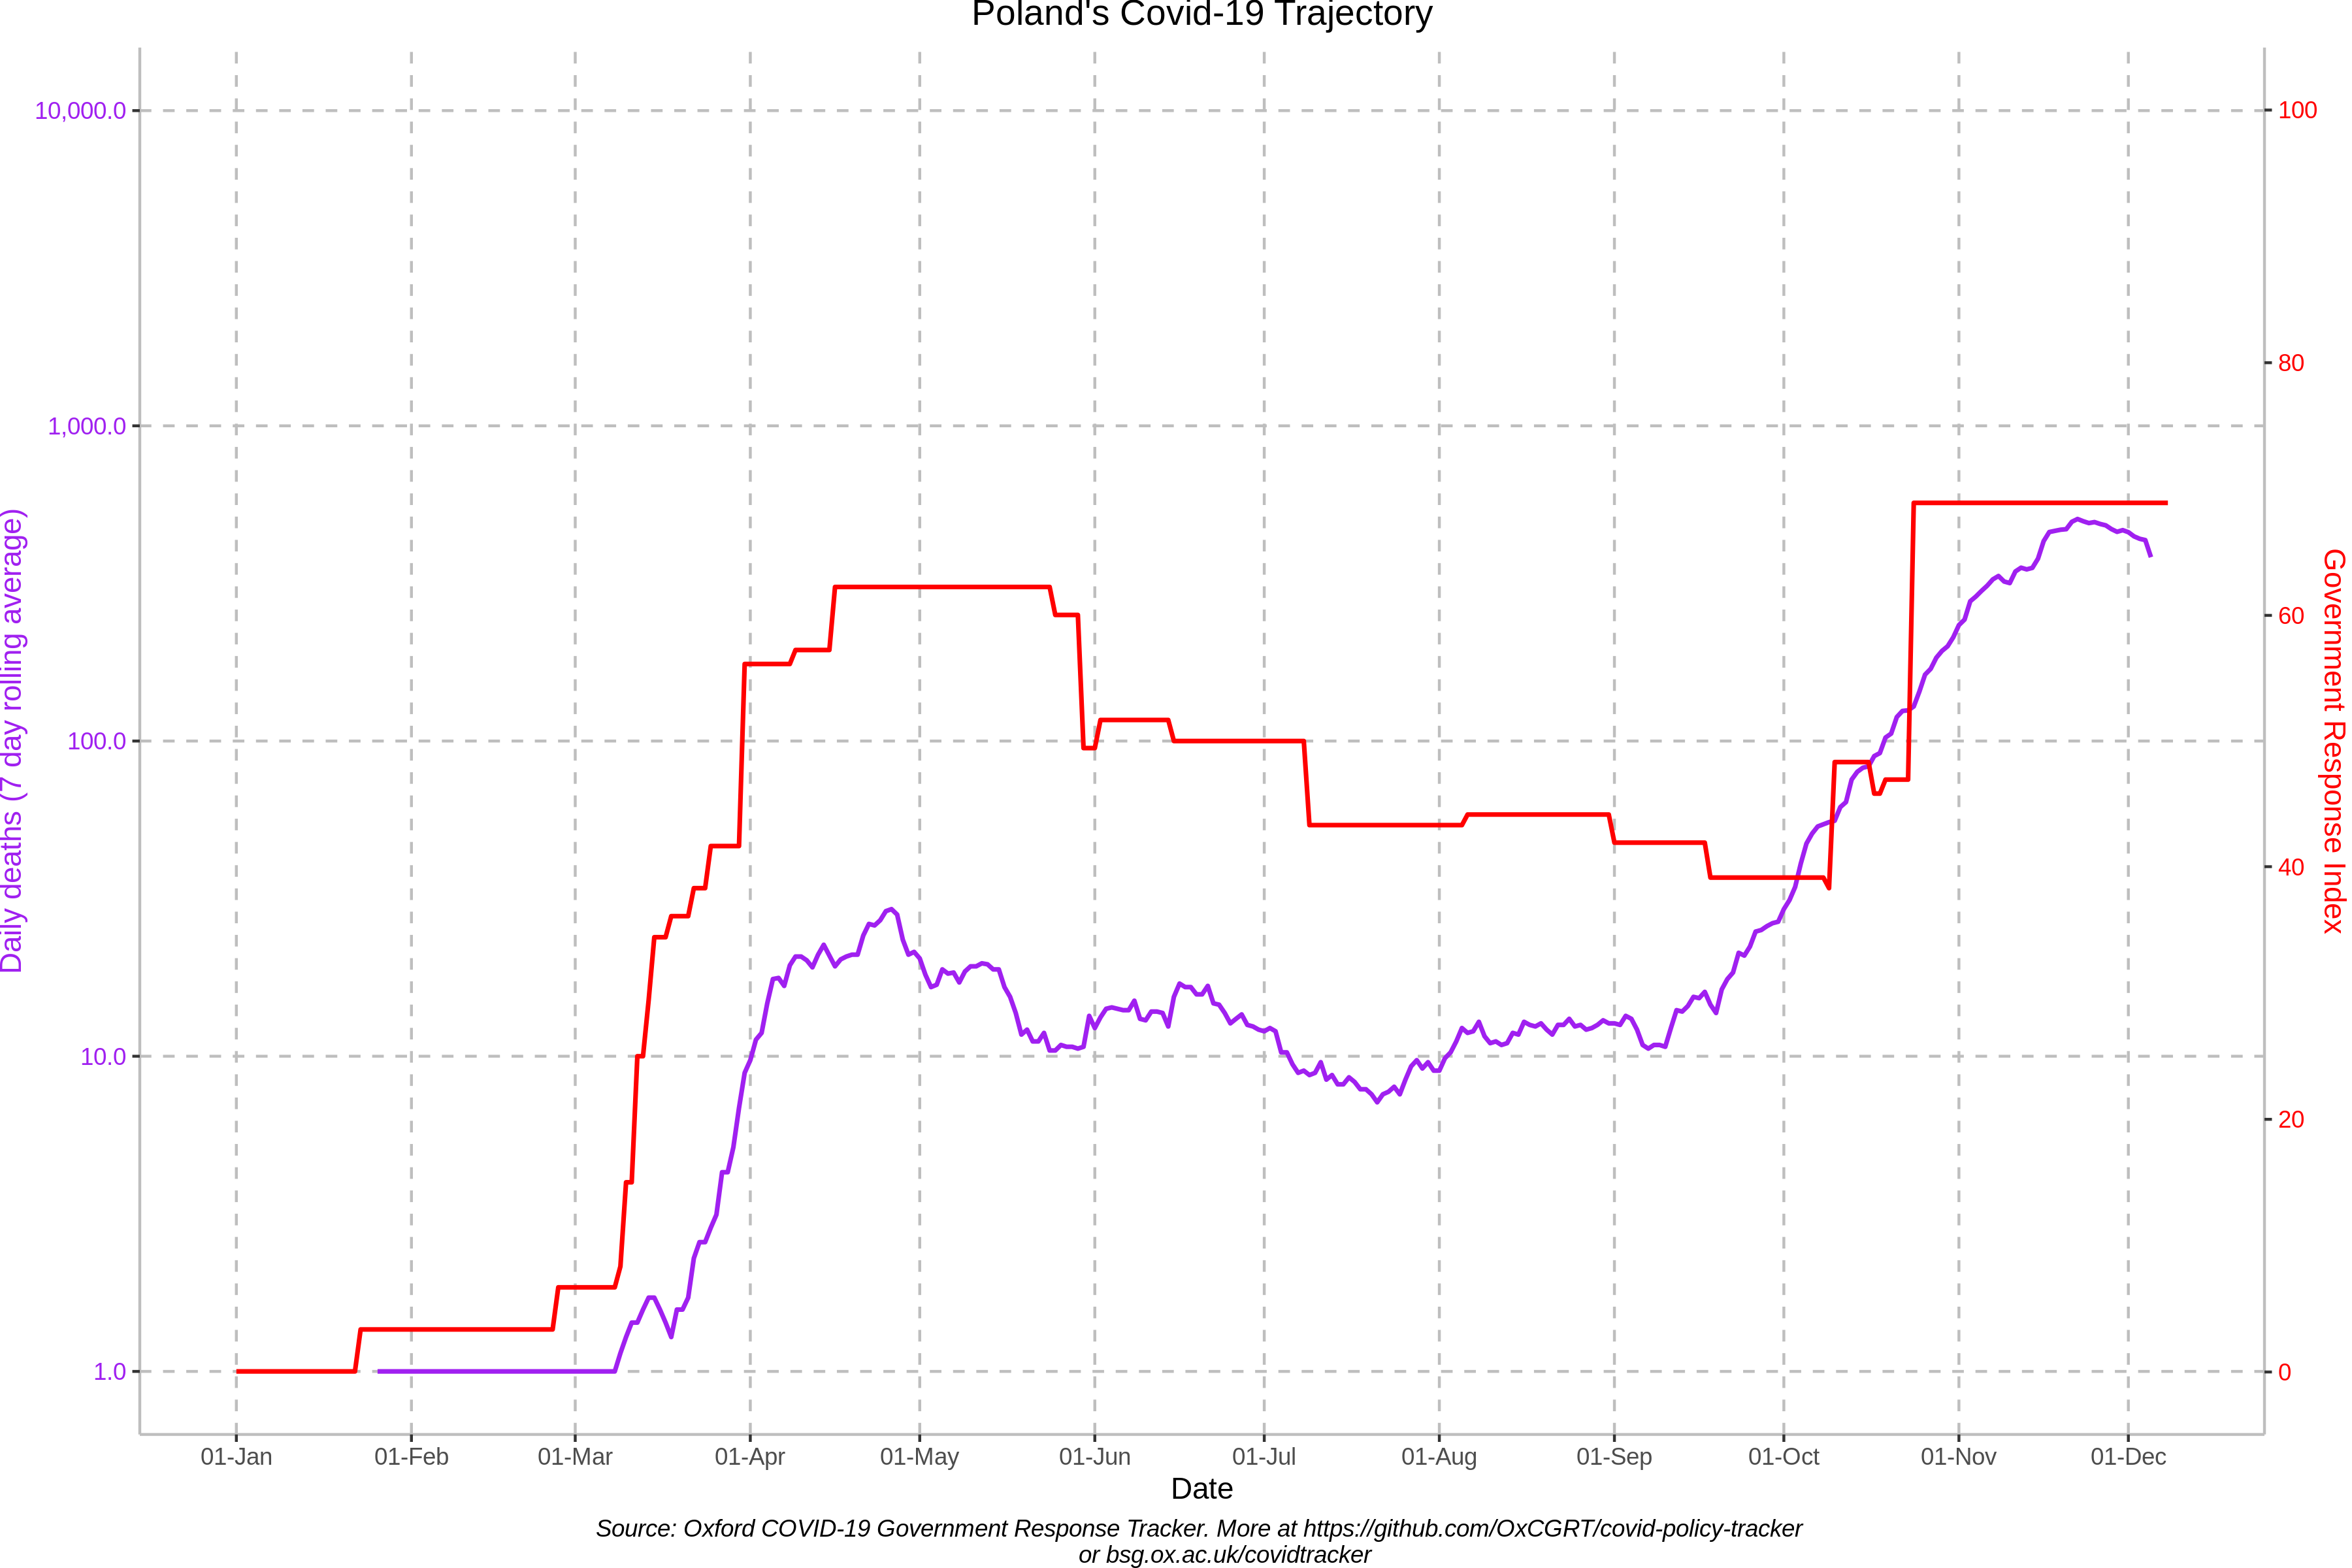 Poland's Covid-19 Trajectory
10,000.0
1,000.0
100.0
10.0
1.0
Daily deaths (7 day rolling average)
100
80
60
40
20
0
Government Response Index
01-Jan 01-Feb 01-Mar 01-Apr 01-May 01-Jun 01-Jul 01-Aug 01-Sep 01-Oct 01-Nov 01-Dec
Date
Source: Oxford COVID-19 Government Response Tracker. More at https://github.com/OxCGRT/covid-policy-tracker
or bsg.ox.ac.uk/covidtracker